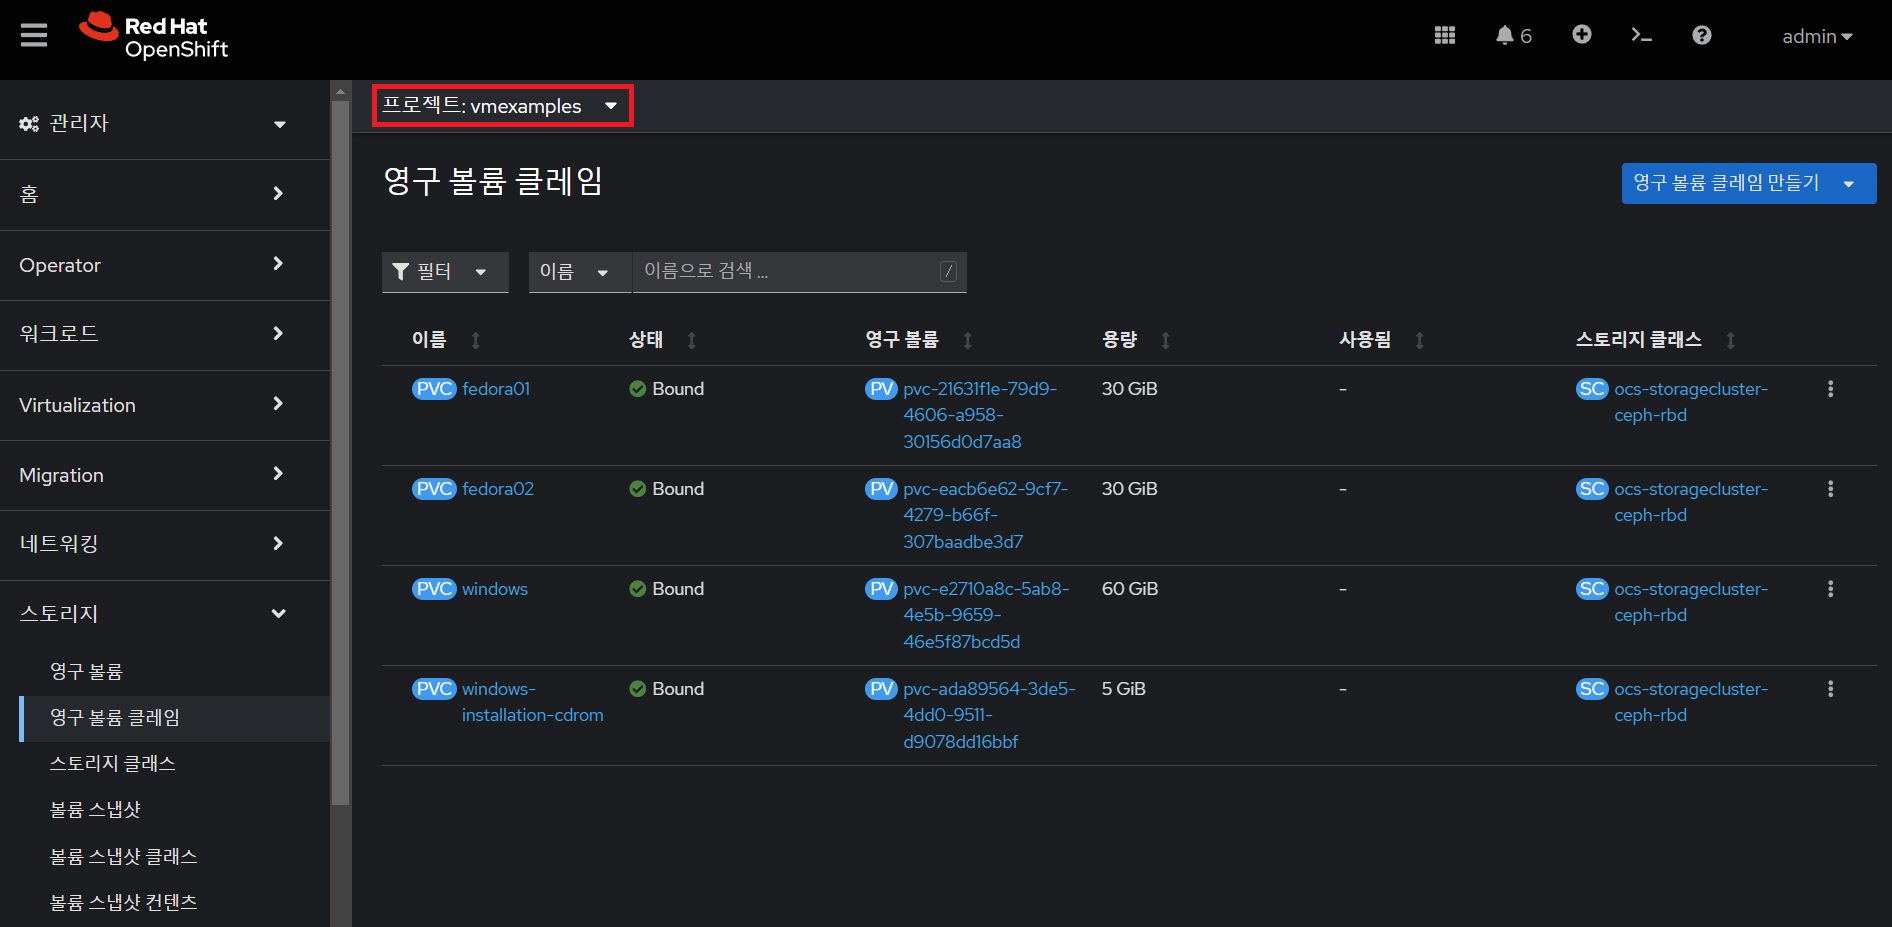 Red Hat
OpenShift
6
admin
관리자
홈
Operator
워크로드
Virtualization
Migration
네트워킹
스토리지
영구 볼륨
영구 볼륨 클레임
스토리지 클래스
볼륨 스냅샷
볼륨 스냅샷 클래스
볼륨 스냅샷 컨텐츠
프로젝트: vmexamples
영구 볼륨 클레임
영구 볼륨 클레임 만들기
필터 이름 이름으로 검색 ... /
이름 상태 영구 볼륨 용량 사용됨 스토리지 클래스
PVC fedora01 Bound PV pvc-21631f1e-79d9- 30 GiB - SC ocs-storagecluster-
4606-a958- ceph-rbd
30156d0d7aa8
PVC fedora02 Bound PV pvc-eacb6e62-9cf7- 30 GiB - SC ocs-storagecluster-
4279-b66f- ceph-rbd
307baadbe3d7
PVC windows Bound PV pvc-e2710a8c-5ab8- 60 GiB - SC ocs-storagecluster-
4e5b-9659- ceph-rbd
46e5f87bcd5d
PVC windows- Bound PV pvc-ada89564-3de5- 5 GiB - SC ocs-storagecluster-
installation-cdrom 4dd0-9511- ceph-rbd
d9078dd16bbf